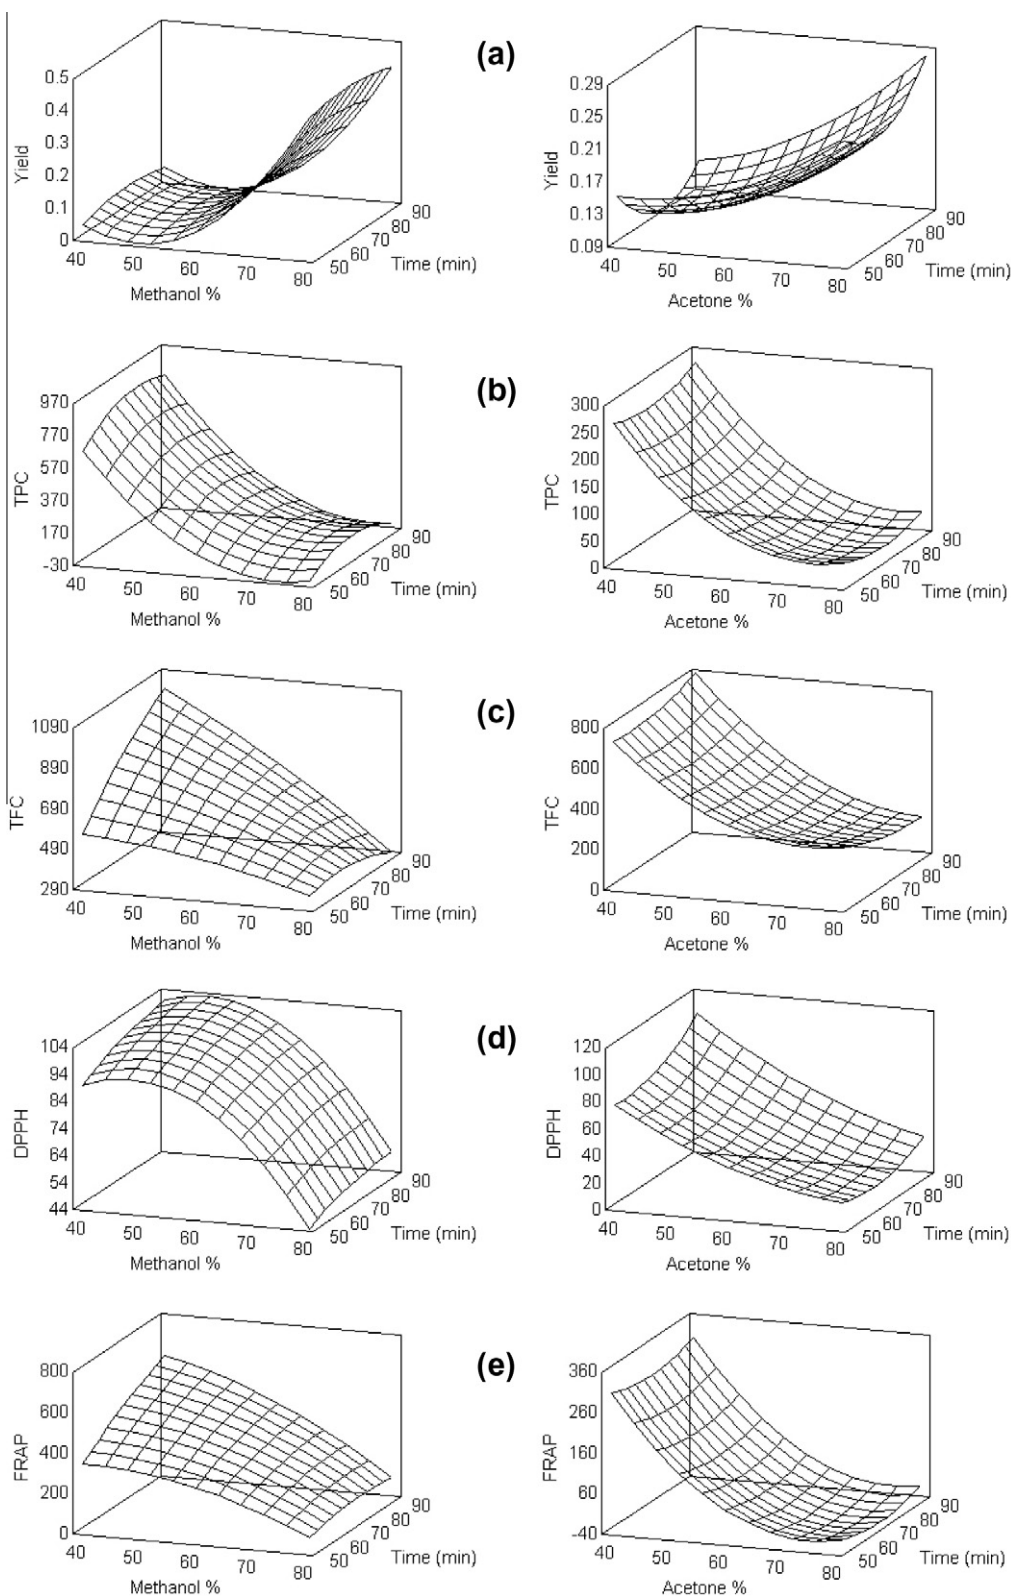 (a)
Yield
0.5
0.4
0.3
0.2
0.1
0
40 50 60 70 80
Methanol %
50 60 70 80 90
Time (min)
Yield
0.29
0.25
0.21
0.17
0.13
0.09
40 50 60 70 80
Acetone %
50 60 70 80 90
Time (min)
(b)
TPC
970
770
570
370
170
-30
40 50 60 70 80
Methanol %
50 60 70 80 90
Time (min)
TPC
300
250
200
150
100
50
0
40 50 60 70 80
Acetone %
50 60 70 80 90
Time (min)
(c)
TFC
1090
890
690
490
290
40 50 60 70 80
Methanol %
50 60 70 80 90
Time (min)
TFC
800
600
400
200
0
40 50 60 70 80
Acetone %
50 60 70 80 90
Time (min)
(d)
DPPH
104
94
84
74
64
54
44
40 50 60 70 80
Methanol %
50 60 70 80 90
Time (min)
DPPH
120
100
80
60
40
20
0
40 50 60 70 80
Acetone %
50 60 70 80 90
Time (min)
(e)
FRAP
800
600
400
200
0
40 50 60 70 80
Methanol %
50 60 70 80 90
Time (min)
FRAP
360
260
160
60
-40
40 50 60 70 80
Acetone %
50 60 70 80 90
Time (min)